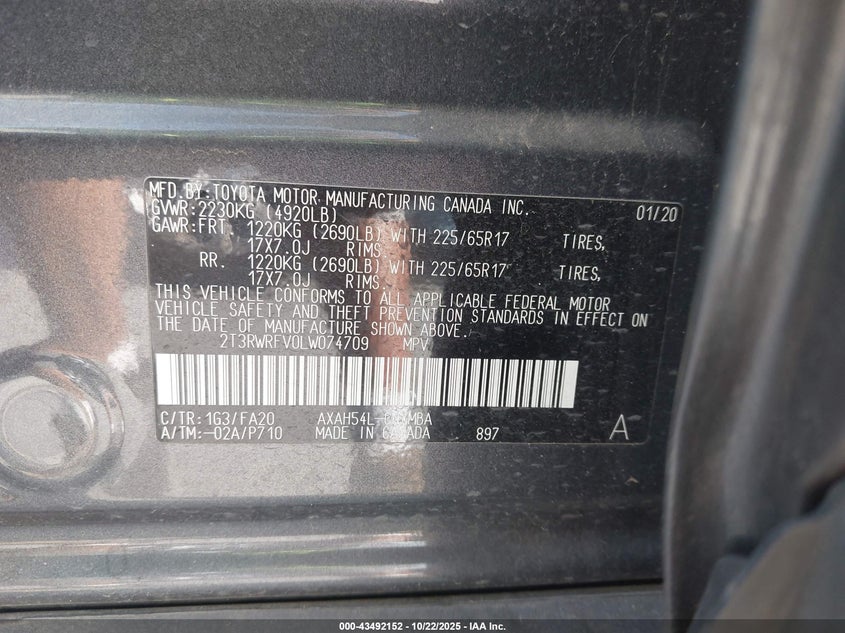 MFD.BY:TOYOTA MOTOR MANUFACTURING CANADA INC. 01/20
GVWR:2230KG (4920LB)
GAWR:FRT. 1220KG (2690LB) WITH 225/65R17 TIRES,
17X7.0J RIMS.
RR. 1220KG (2690LB) WITH 225/65R17 TIRES,
17X7.0J RIMS.
THIS VEHICLE CONFORMS TO ALL APPLICABLE FEDERAL MOTOR
VEHICLE SAFETY AND THEFT PREVENTION STANDARDS IN EFFECT ON
THE DATE OF MANUFACTURE SHOWN ABOVE.
2T3RWRFV0LW074709 MPV
C/TR:1G3/FA20
A/TM:-02A/P710 MADE IN CANADA 897 A
000-43492152 - 10/22/2025 - IAA Inc.